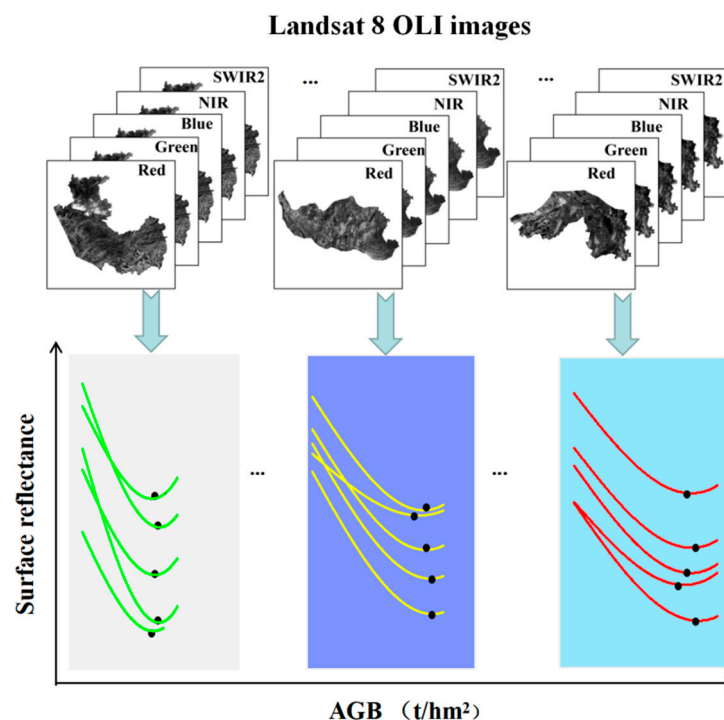 Landsat 8 OLI images
SWIR2
NIR
Blue
Green
Red
...
SWIR2
NIR
Blue
Green
Red
...
SWIR2
NIR
Blue
Green
Red
Surface reflectance
...
...
AGB （t/hm²）